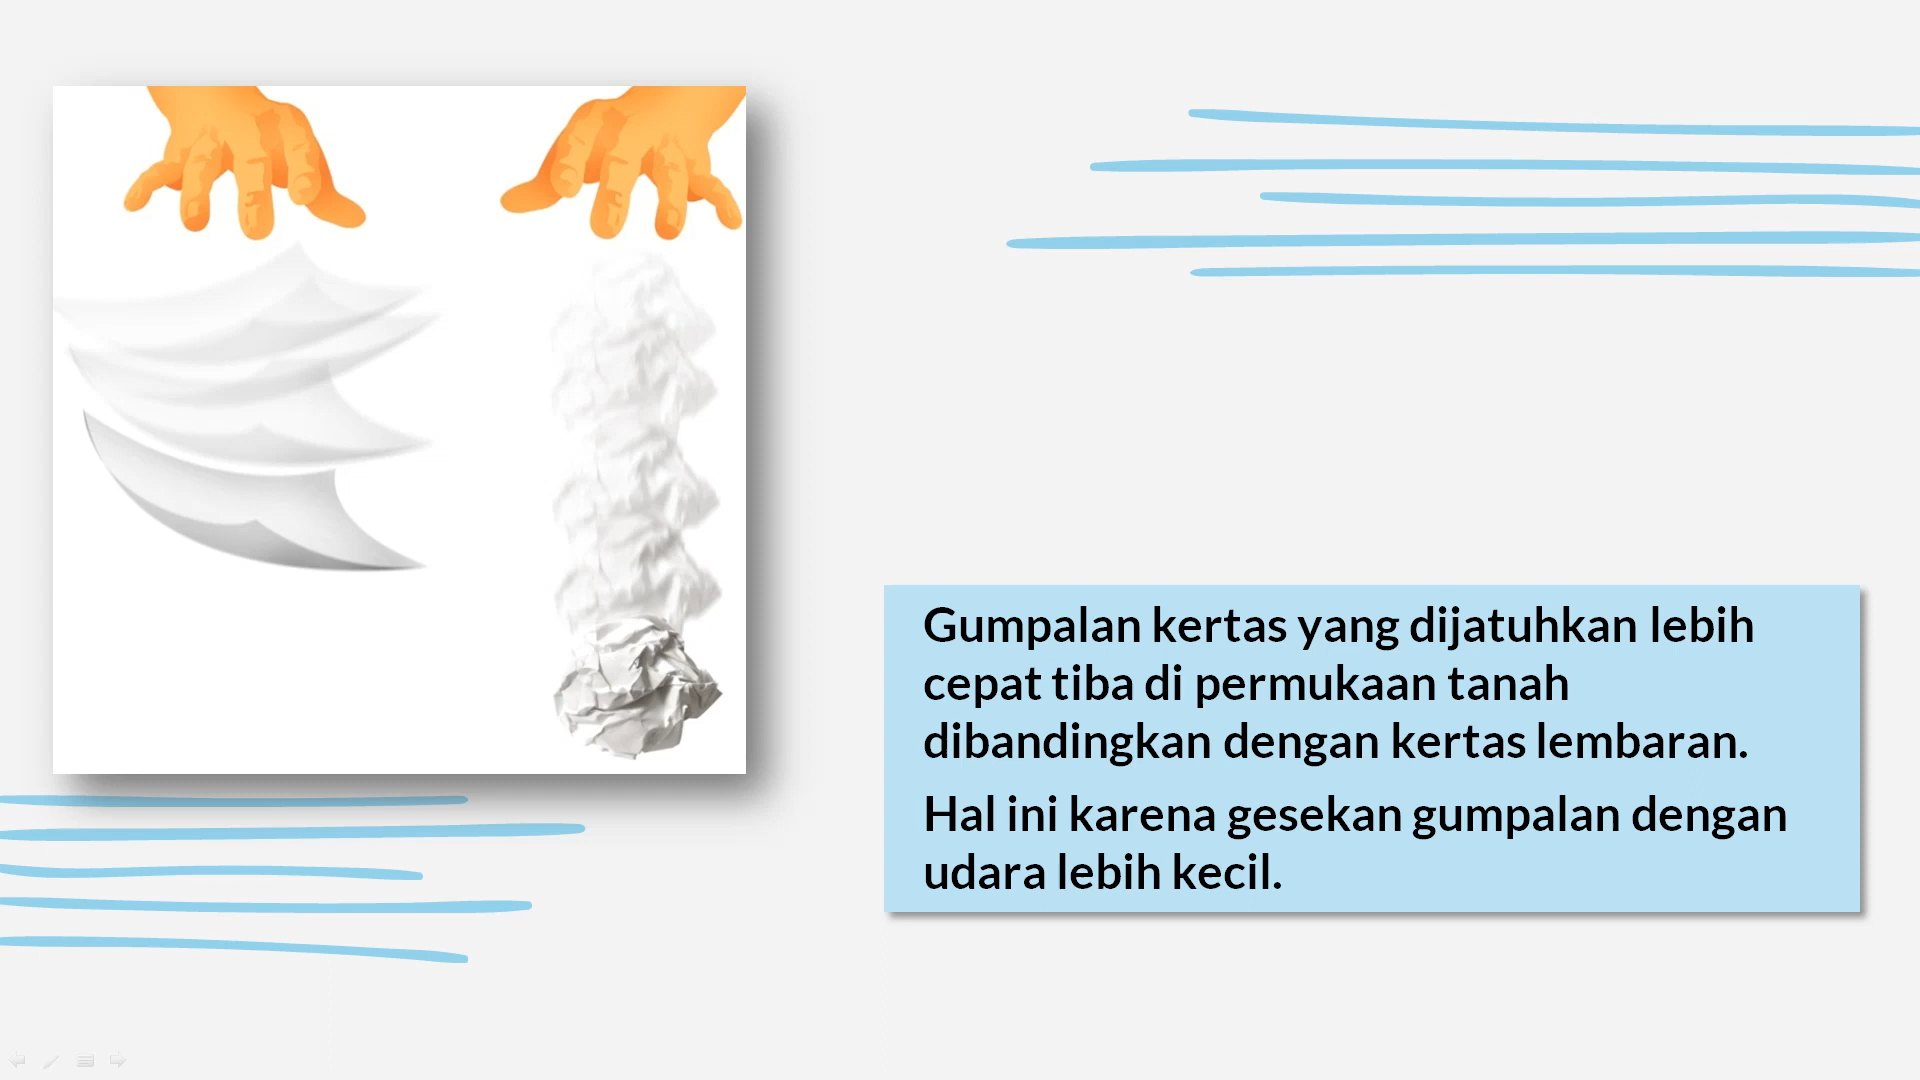 Gumpalan kertas yang dijatuhkan lebih
cepat tiba di permukaan tanah
dibandingkan dengan kertas lembaran.
Hal ini karena gesekan gumpalan dengan
udara lebih kecil.